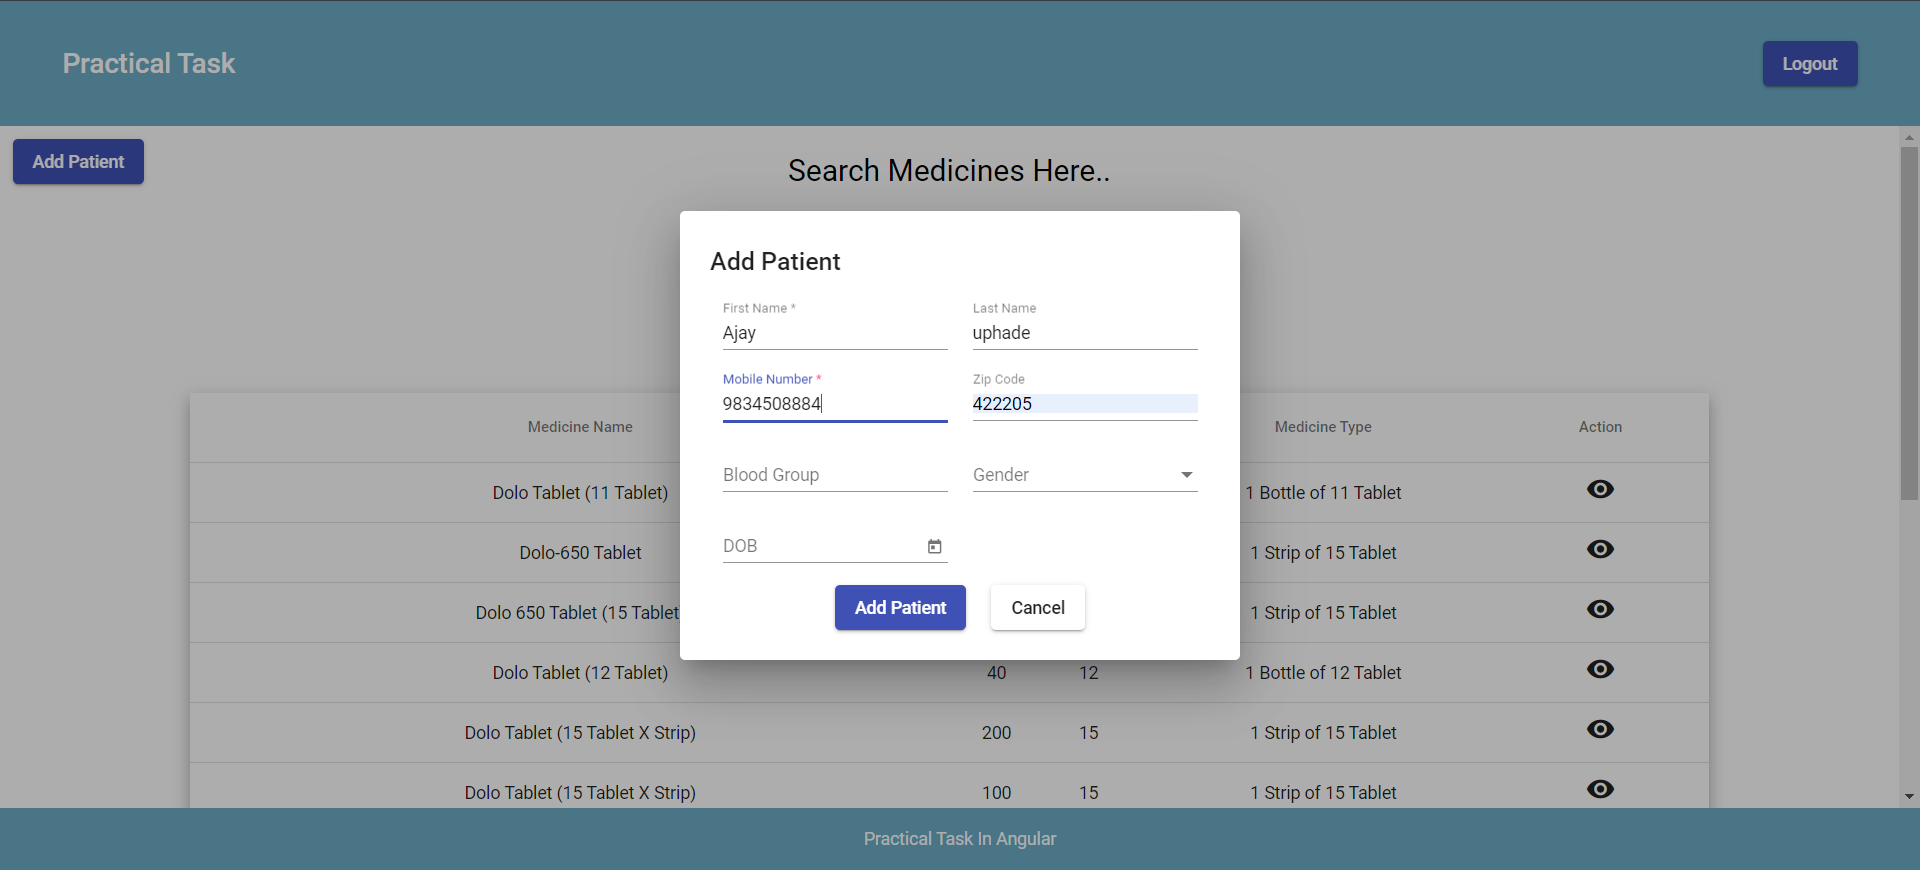 Practical Task
Logout
Add Patient
Search Medicines Here..
Add Patient
First Name *
Last Name
Ajay
uphade
Mobile Number *
Zip Code
9834508884
422205
Blood Group
Gender
DOB
Add Patient
Cancel
Medicine Name
Medicine Type
Action
Dolo Tablet (11 Tablet)
1 Bottle of 11 Tablet
Dolo-650 Tablet
1 Strip of 15 Tablet
Dolo 650 Tablet (15 Tablet
1 Strip of 15 Tablet
Dolo Tablet (12 Tablet)
40
12
1 Bottle of 12 Tablet
Dolo Tablet (15 Tablet X Strip)
200
15
1 Strip of 15 Tablet
Dolo Tablet (15 Tablet X Strip)
100
15
1 Strip of 15 Tablet
Practical Task In Angular